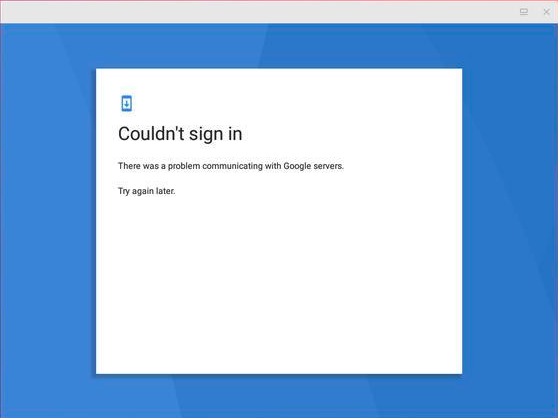 Couldn't sign in
There was a problem communicating with Google servers.
Try again later.